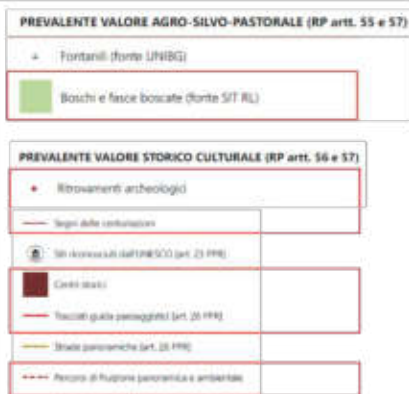 PREVALENTE VALORE AGRO-SILVO-PASTORALE (RP artt. 55 e 57)
Fontanili (fonte UNIBG)
Boschi e fasce boscate (fonte SIT RL)
PREVALENTE VALORE STORICO CULTURALE (RP artt. 56 e 57)
Ritrovamenti archeologici
Segni delle centuriazioni
Siti riconosciuti dall'UNESCO (art. 23 PPR)
Centri storici
Tracciati guida paesaggistici (art. 26 PPR)
Strade panoramiche (art. 26 PPR)
Percorsi di fruizione panoramica e ambientale